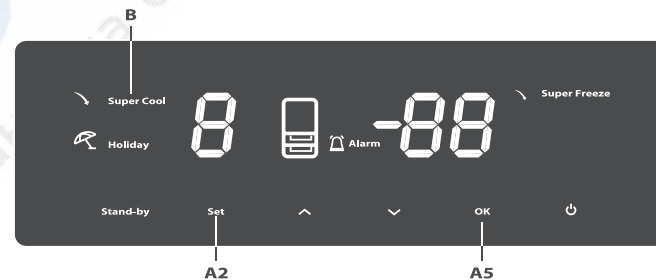 B
Super Cool
8
-88
Super Freeze
Holiday
Alarm
Stand-by Set OK
A2 A5